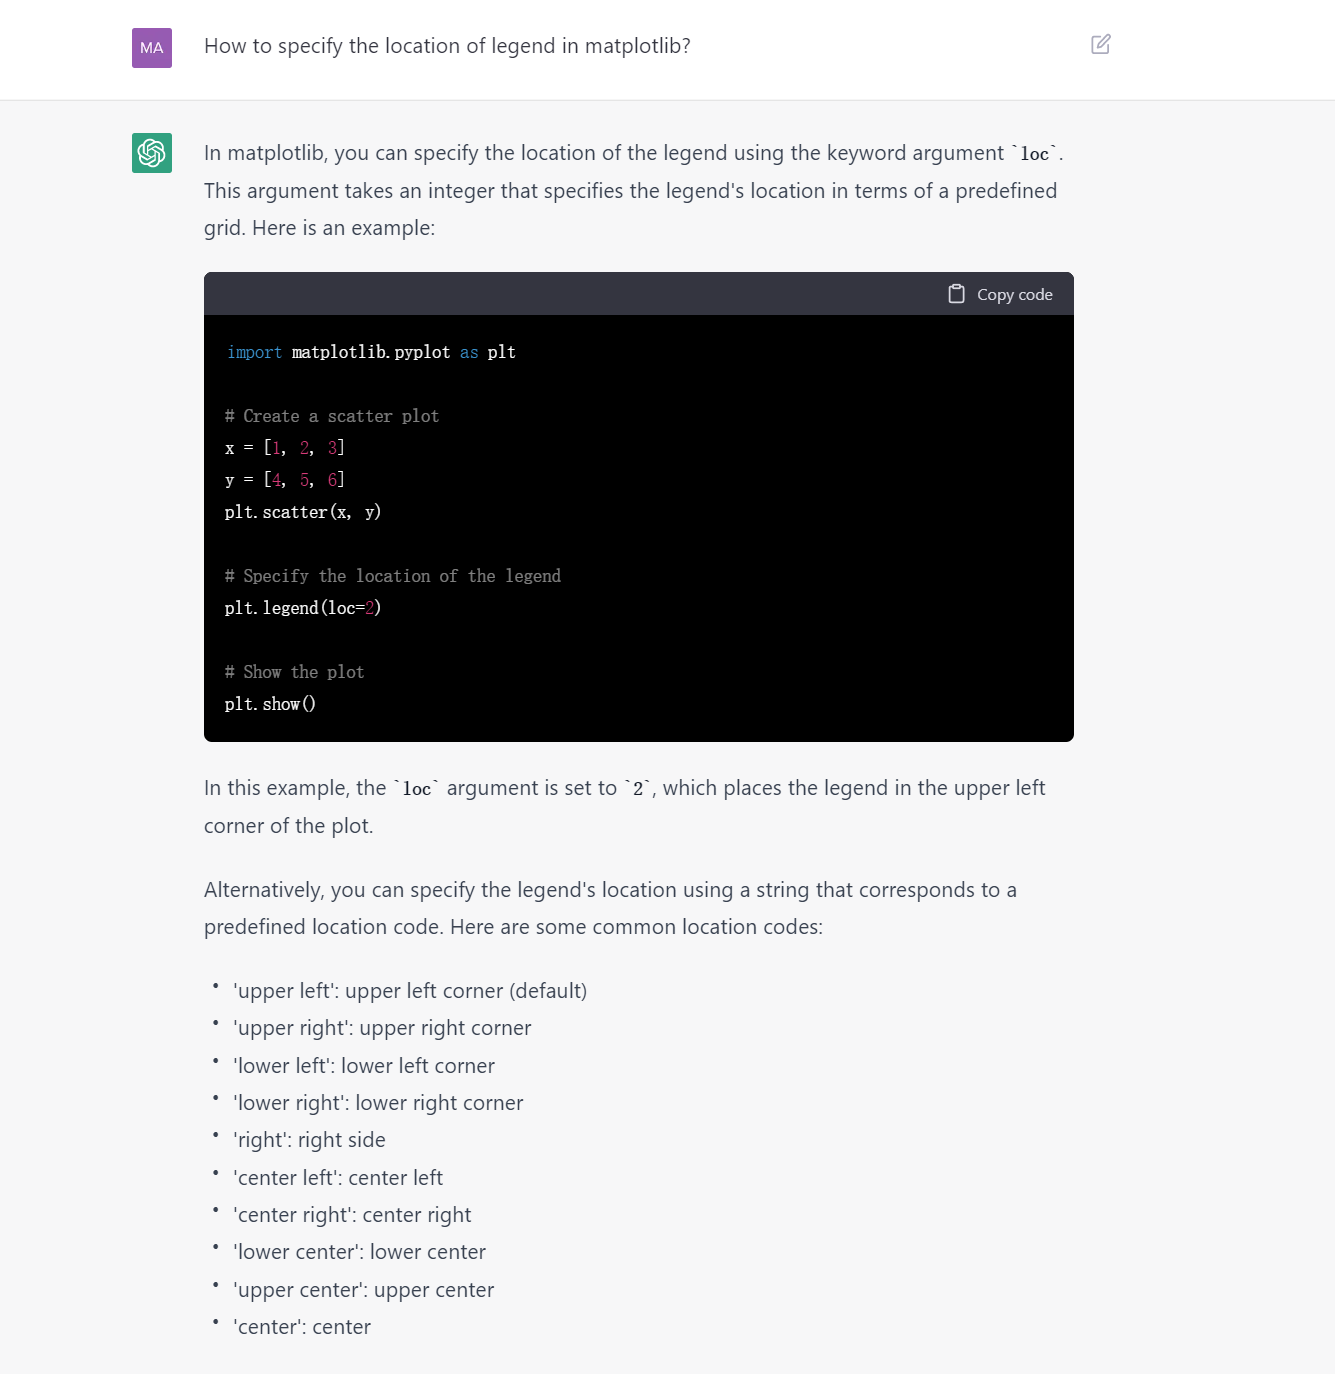 MA
How to specify the location of legend in matplotlib?
In matplotlib, you can specify the location of the legend using the keyword argument `loc`.
This argument takes an integer that specifies the legend's location in terms of a predefined
grid. Here is an example:
Copy code
import matplotlib.pyplot as plt
# Create a scatter plot
x = [1, 2, 3]
y = [4, 5, 6]
plt.scatter(x, y)
# Specify the location of the legend
plt.legend(loc=2)
# Show the plot
plt.show()
In this example, the `loc` argument is set to `2`, which places the legend in the upper left
corner of the plot.
Alternatively, you can specify the legend's location using a string that corresponds to a
predefined location code. Here are some common location codes:
• 'upper left': upper left corner (default)
• 'upper right': upper right corner
• 'lower left': lower left corner
• 'lower right': lower right corner
• 'right': right side
• 'center left': center left
• 'center right': center right
• 'lower center': lower center
• 'upper center': upper center
• 'center': center